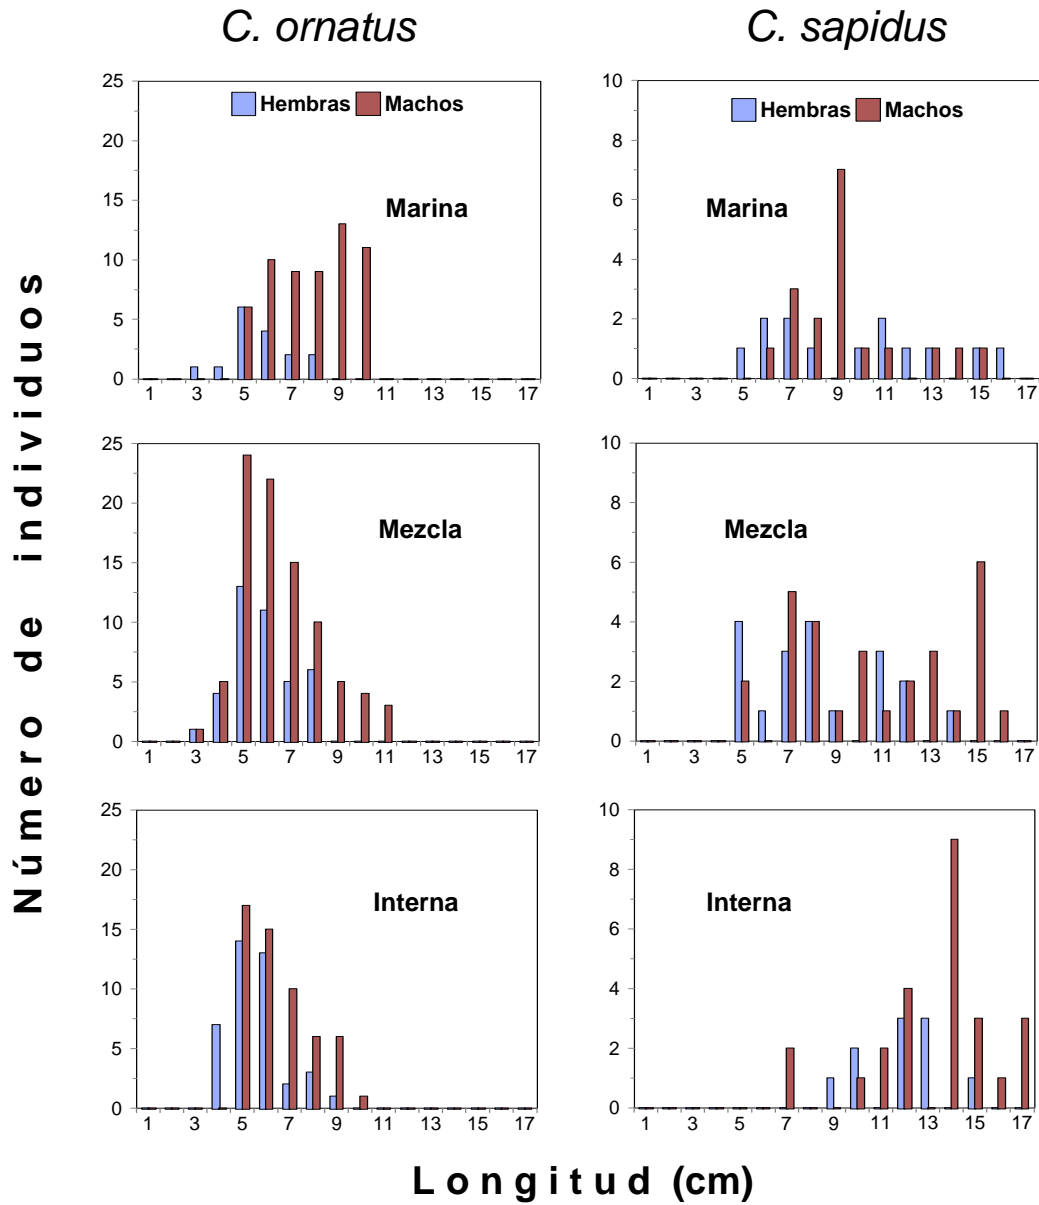 C. ornatus
C. sapidus
Número de individuos
25
20
15
10
5
0
Hembras Machos
Marina
1 3 5 7 9 11 13 15 17
10
8
6
4
2
0
Hembras Machos
Marina
1 3 5 7 9 11 13 15 17
25
20
15
10
5
0
Mezcla
1 3 5 7 9 11 13 15 17
10
8
6
4
2
0
Mezcla
1 3 5 7 9 11 13 15 17
25
20
15
10
5
0
Interna
1 3 5 7 9 11 13 15 17
10
8
6
4
2
0
Interna
1 3 5 7 9 11 13 15 17
Longitud (cm)